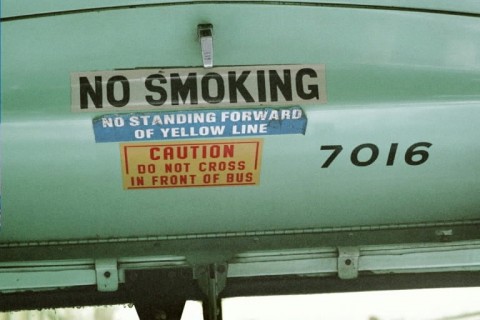 NO SMOKING
NO STANDING FORWARD
OF YELLOW LINE
CAUTION
DO NOT CROSS
IN FRONT OF BUS
7016